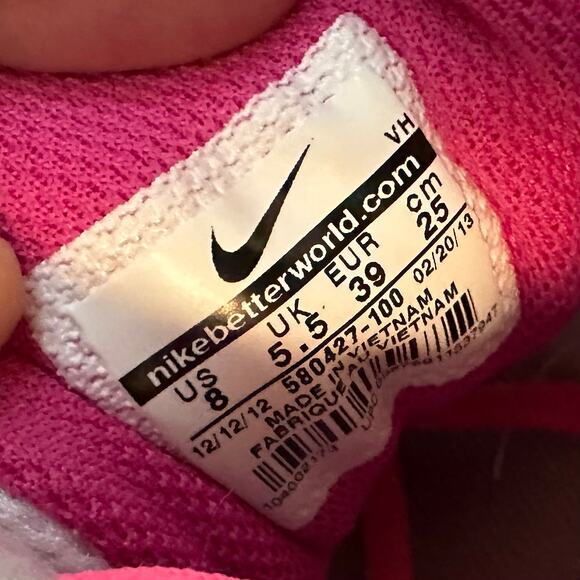 VH
nikebetterworld.com
US UK EUR cm
8 5.5 39 25
12/12/12 580427-100 02/20/13
MADE IN VIETNAM
FABRIQUE AU VIETNAM